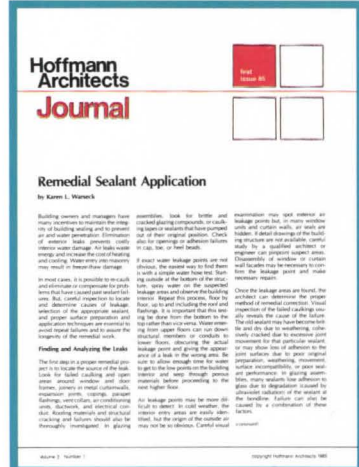 Hoffmann
Architects
Journal
first
issue 85
Remedial Sealant Application
by Karen L. Warseck
Building owners and managers have
many incentives to maintain the integ-
rity of building sealing and to prevent
air and water penetration. Elimination
of exterior leaks prevents costly
interior water damage. Air leaks waste
energy and increase the cost of heating
and cooling. Water entry into masonry
may result in freeze-thaw damage.
In most cases, it is possible to re-caulk
and eliminate or compensate for prob-
lems that have caused past sealant fail-
ures. But, careful inspection to locate
and determine causes of leakage,
selection of the appropriate sealant,
and proper surface preparation and
application techniques are essential to
avoid repeat failures and to assure the
longevity of the remedial work.
Finding and Analyzing the Leaks
The first step in a proper remedial pro-
ject is to locate the source of the leak.
Look for failed caulking and open
areas around window and door
frames, joinery in metal curtainwalls,
expansion joints, copings, parapet
flashings, vent collars, air conditioning
vents, ductwork, and electrical con-
duit. Roofing materials and structural
cracking and failures should also be
thoroughly investigated. In glazing
assemblies, look for brittle and
cracked glazing compounds, or caulk-
ing tapes or sealants that have pumped
out of their original position. Check
also for openings or adhesion failures
in cap, toe, or heel beads.
If exact water leakage points are not
obvious, the easiest way to find them
is with a simple water hose test. Start-
ing outside at the bottom of the struc-
ture, spray water on the suspected
leakage areas and observe the building
interior. Repeat this process, floor by
floor, up to and including the roof and
flashings. It is important that this test-
ing be done from the bottom to the
top rather than vice versa. Water enter-
ing from upper floors can run down
structural members or conduits to
lower floors, obscuring the actual
leakage point and giving the appear-
ance of a leak in the wrong area. Be
sure to allow enough time for water
to get to the low points on the building
interior and seep through porous
materials before proceeding to the
next higher floor.
Air leakage points may be more dif-
ficult to detect. In cold weather, the
interior entry areas are easily iden-
tified, but the origin of the outside air
may not be so obvious. Careful visual
examination may spot exterior air
leakage points but, in many window
units and curtain walls, air seals are
hidden. If detail drawings of the build-
ing structure are not available, careful
study by a qualified architect or
engineer can pinpoint suspect areas.
Disassembly of window or curtain
wall facades may be necessary to con-
firm the leakage point and make
necessary repairs.
Once the leakage areas are found, the
architect can determine the proper
method of remedial correction. Visual
inspection of the failed caulking usu-
ally reveals the cause of the failure.
The old sealant may have become brit-
tle and dry due to weathering, cohe-
sively cracked due to excessive joint
movement for that particular sealant,
or may show loss of adhesion to the
joint surfaces due to poor original
preparation, weathering, movement,
surface incompatibility, or poor seal-
ant performance. In glazing assem-
blies, many sealants lose adhesion to
glass due to degradation is caused by
ultraviolet radiation of the sealant at
the bondline. Failure can also be
caused by a combination of these
factors.
(continued)
Volume 3 Number 1
copyright Hoffmann Architects 1985